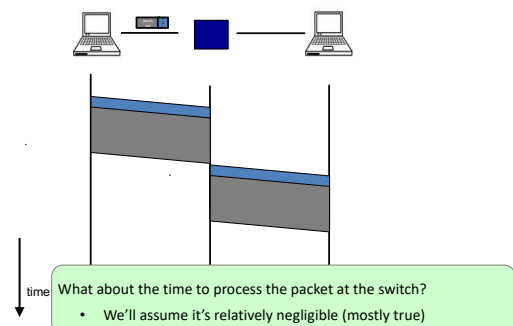 time
What about the time to process the packet at the switch?
• We'll assume it's relatively negligible (mostly true)